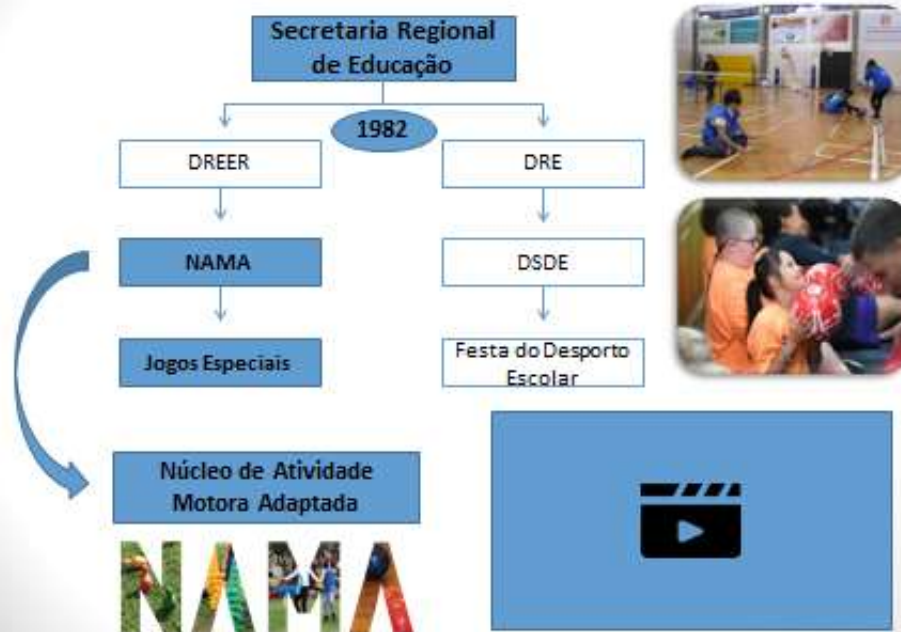 Secretaria Regional
de Educação
1982
DREER
DRE
NAMA
DSDE
Jogos Especiais
Festa do Desporto
Escolar
Núcleo de Atividade
Motora Adaptada
NAMA